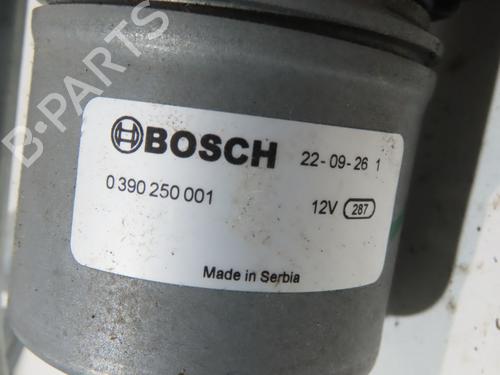 B-PARTS
BOSCH 22-09-26 1
0 390 250 001 12V 287
Made in Serbia